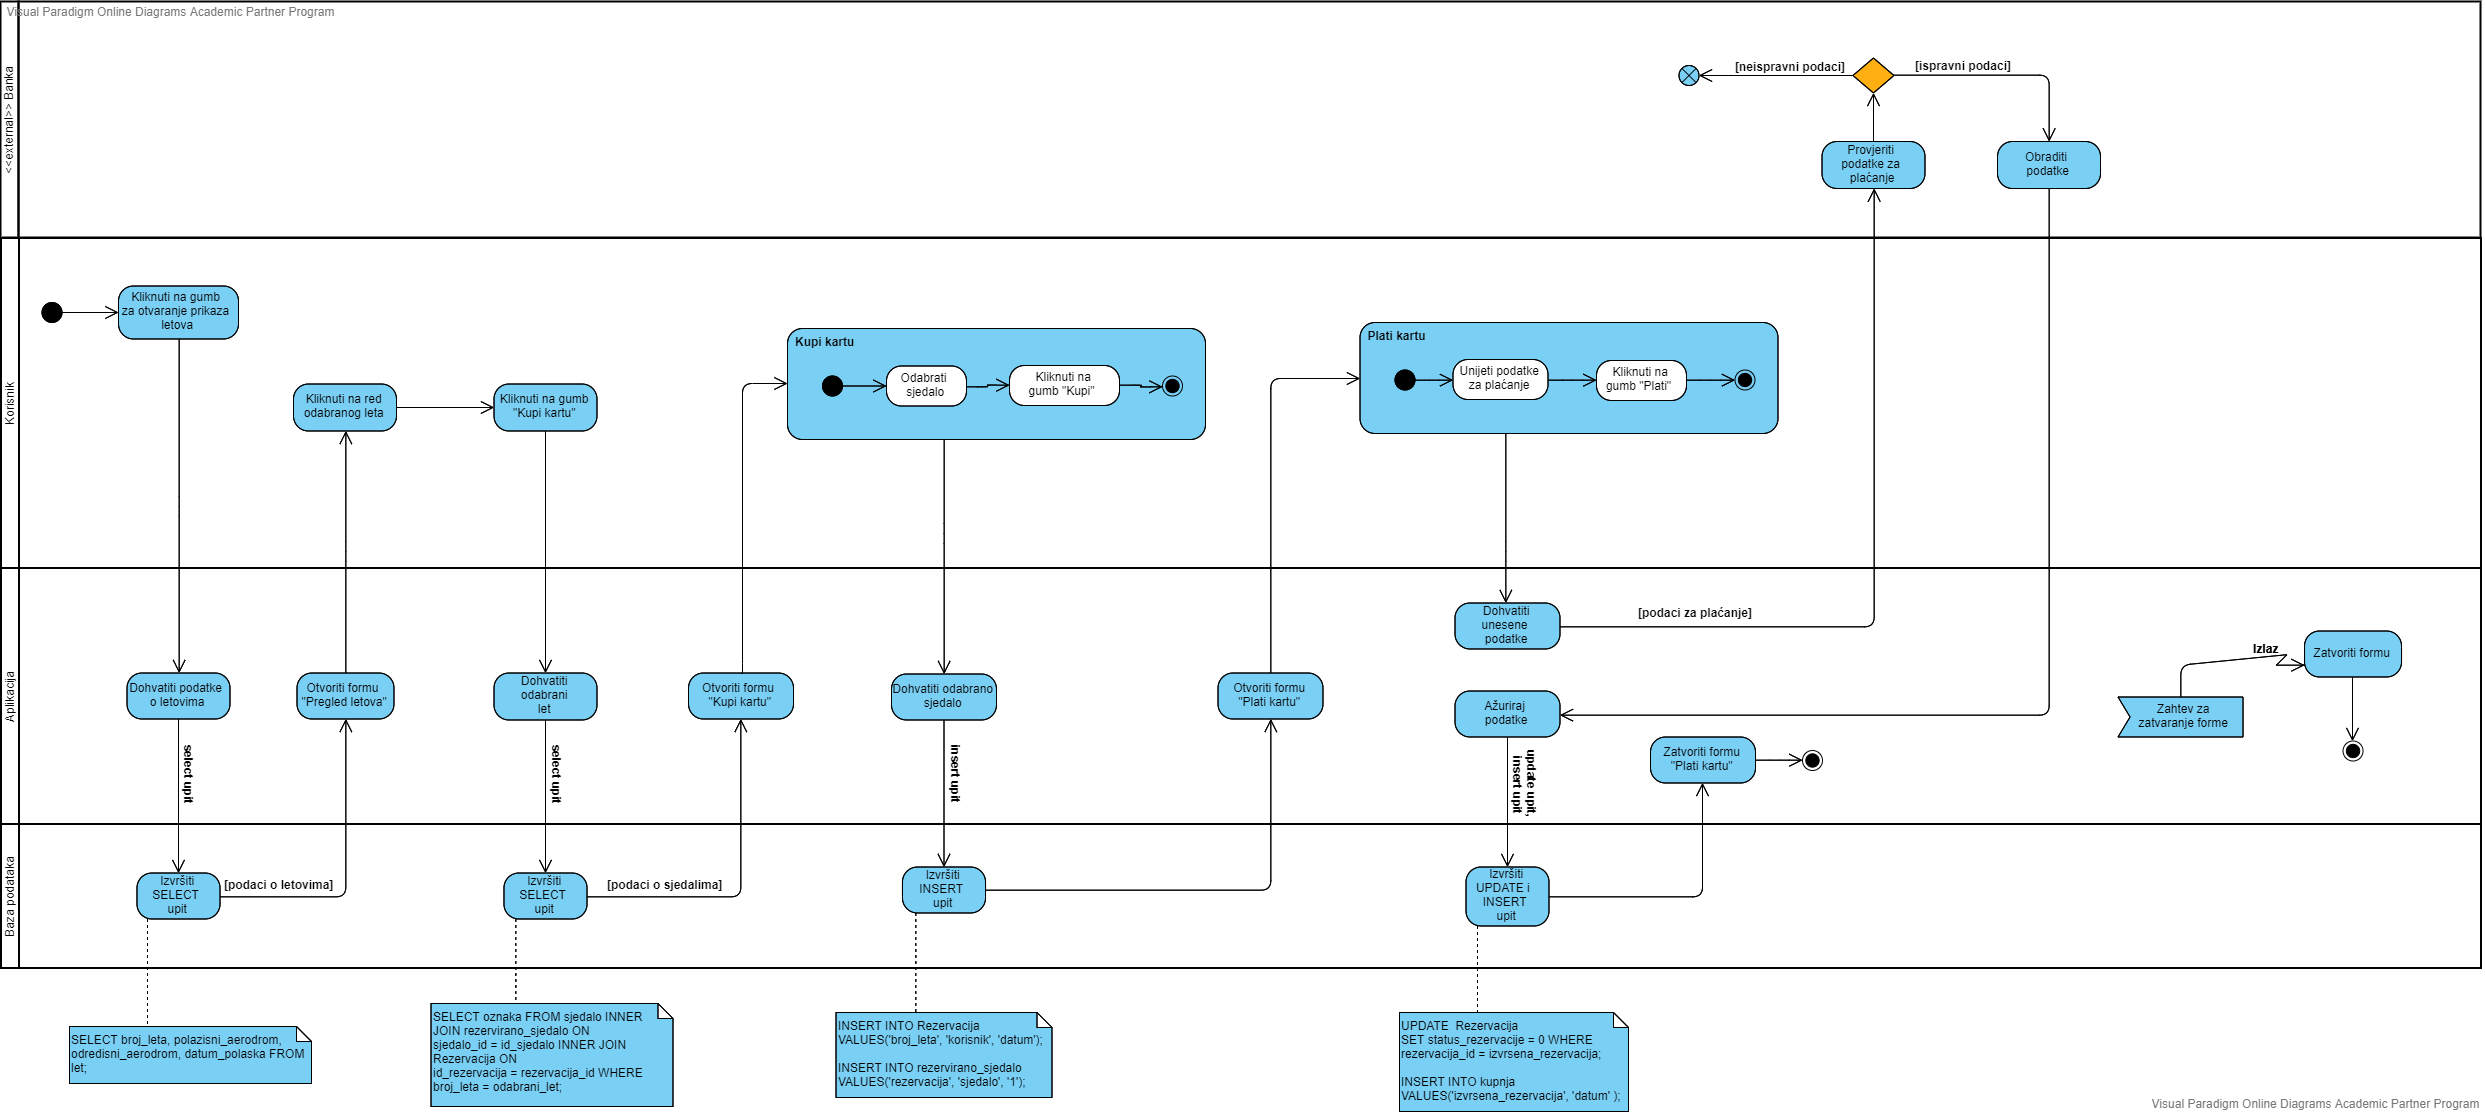 Visual Paradigm Online Diagrams Academic Partner Program
<<external>> Banka
[neispravni podaci]
[ispravni podaci]
Provjeriti
podatke za
plaćanje
Obraditi
podatke
Korisnik
Kliknuti na gumb
za otvaranje prikaza
letova
Kliknuti na red
odabranog leta
Kliknuti na gumb
"Kupi kartu"
Kupi kartu
Odabrati
sjedalo
Kliknuti na
gumb "Kupi"
Plati kartu
Unijeti podatke
za plaćanje
Kliknuti na
gumb "Plati"
Aplikacija
Dohvatiti podatke
o letovima
Otvoriti formu
"Pregled letova"
Dohvatiti
odabrani
let
Otvoriti formu
"Kupi kartu"
Dohvatiti odabrano
sjedalo
Otvoriti formu
"Plati kartu"
Dohvatiti
unesene
podatke
[podaci za plaćanje]
Ažuriraj
podatke
Zatvoriti formu
"Plati kartu"
Zahtev za
zatvaranje forme
Izlaz
Zatvoriti formu
select upit
select upit
insert upit
update upit,
insert upit
Baza podataka
Izvršiti
SELECT
upit
[podaci o letovima]
Izvršiti
SELECT
upit
[podaci o sjedalima]
Izvršiti
INSERT
upit
Izvršiti
UPDATE i
INSERT
upit
SELECT broj_leta, polazisni_aerodrom,
odredisni_aerodrom, datum_polaska FROM
let;
SELECT oznaka FROM sjedalo INNER
JOIN rezervirano_sjedalo ON
sjedalo_id = id_sjedalo INNER JOIN
Rezervacija ON
id_rezervacija = rezervacija_id WHERE
broj_leta = odabrani_let;
INSERT INTO Rezervacija
VALUES('broj_leta', 'korisnik', 'datum');
INSERT INTO rezervirano_sjedalo
VALUES('rezervacija', 'sjedalo', '1');
UPDATE  Rezervacija
SET status_rezervacije = 0 WHERE
rezervacija_id = izvrsena_rezervacija;
INSERT INTO kupnja
VALUES('izvrsena_rezervacija', 'datum' );
Visual Paradigm Online Diagrams Academic Partner Program